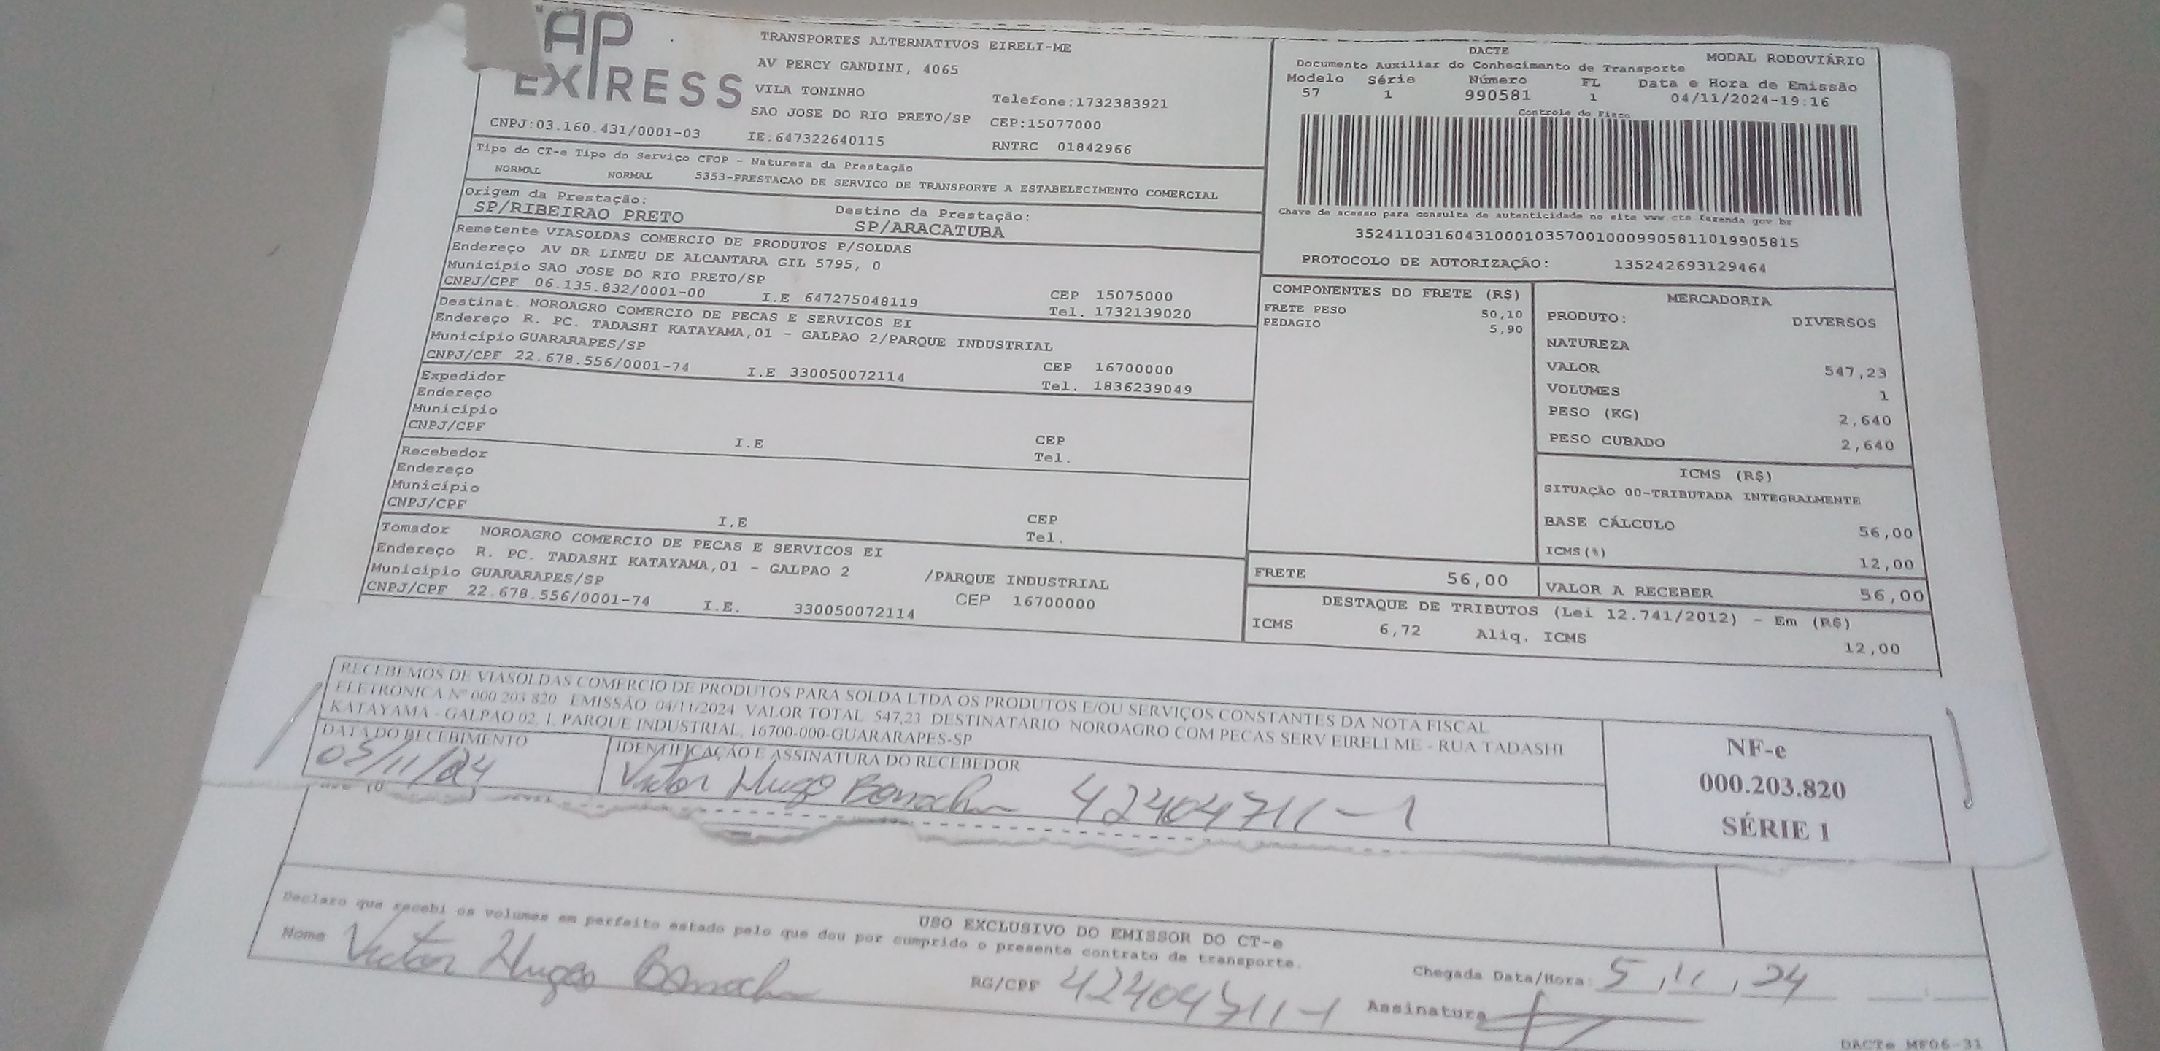 AP
EXPRESS
TRANSPORTES ALTERNATIVOS EIRELI-ME
AV PERCY GANDINI, 4065
VILA TONINHO
Telefone:1732383921
SAO JOSE DO RIO PRETO/SP CEP:15077000
CNPJ:03.160.431/0001-03 IE:647322640115 RNTRC 01842966
Tipo do CT-e Tipo do Serviço CFOP - Natureza da Prestação
NORMAL NORMAL 5353-PRESTACAO DE SERVICO DE TRANSPORTE A ESTABELECIMENTO COMERCIAL
Origem da Prestação: Destino da Prestação:
SP/RIBEIRAO PRETO SP/ARACATUBA
Remetente VIASOLDAS COMERCIO DE PRODUTOS P/SOLDAS
Endereço AV DR LINEU DE ALCANTARA GIL 5795, 0
Município SAO JOSE DO RIO PRETO/SP CEP 15075000
CNPJ/CPF 06.135.832/0001-00 I.E 647275048119 Tel. 1732139020
Destinat. NOROAGRO COMERCIO DE PECAS E SERVICOS EI
Endereço R. PC. TADASHI KATAYAMA,01 - GALPAO 2/PARQUE INDUSTRIAL
Município GUARARAPES/SP CEP 16700000
CNPJ/CPF 22.678.556/0001-74 I.E 330050072114 Tel. 1836239049
Expedidor
Endereço
Município CEP
CNPJ/CPF I.E Tel.
Recebedor
Endereço
Município CEP
CNPJ/CPF I.E Tel.
Tomador NOROAGRO COMERCIO DE PECAS E SERVICOS EI
Endereço R. PC. TADASHI KATAYAMA,01 - GALPAO 2 /PARQUE INDUSTRIAL
Município GUARARAPES/SP CEP 16700000
CNPJ/CPF 22.678.556/0001-74 I.E. 330050072114
DACTE MODAL RODOVIÁRIO
Documento Auxiliar do Conhecimento de Transporte
Modelo Série Número FL Data e Hora de Emissão
57 1 990581 1 04/11/2024-19:16
Controle do Fisco
Chave de acesso para consulta de autenticidade no site www.cte.fazenda.gov.br
35241103160431000103570010009905811019905815
PROTOCOLO DE AUTORIZAÇÃO: 135242693129464
COMPONENTES DO FRETE (R$)
FRETE PESO 50,10
PEDAGIO 5,90
MERCADORIA
PRODUTO: DIVERSOS
NATUREZA
VALOR 547,23
VOLUMES 1
PESO (KG) 2,640
PESO CUBADO 2,640
ICMS (R$)
SITUAÇÃO 00-TRIBUTADA INTEGRALMENTE
BASE CÁLCULO 56,00
ICMS(%) 12,00
FRETE 56,00 VALOR A RECEBER 56,00
DESTAQUE DE TRIBUTOS (Lei 12.741/2012) - Em (R$)
ICMS 6,72 Aliq. ICMS 12,00
RECEBEMOS DE VIASOLDAS COMERCIO DE PRODUTOS PARA SOLDA LTDA OS PRODUTOS E/OU SERVIÇOS CONSTANTES DA NOTA FISCAL
ELETRONICA Nº 000.203.820 EMISSÃO 04/11/2024 VALOR TOTAL 547,23 DESTINATARIO NOROAGRO COM PECAS SERV EIRELI ME - RUA TADASHI
KATAYAMA - GALPAO 02, 1, PARQUE INDUSTRIAL, 16700-000-GUARARAPES-SP
DATA DO RECEBIMENTO IDENTIFICAÇÃO E ASSINATURA DO RECEBEDOR
05/11/24 Victor Hugo 42404711-1
NF-e
000.203.820
SÉRIE 1
USO EXCLUSIVO DO EMISSOR DO CT-e
Declaro que recebi os volumes em perfeito estado pelo que dou por cumprido o presente contrato de transporte.
Nome Victor Hugo RG/CPF 42404711-1 Chegada Data/Hora: 5,11,24
Assinatura
DACTe MF06-31